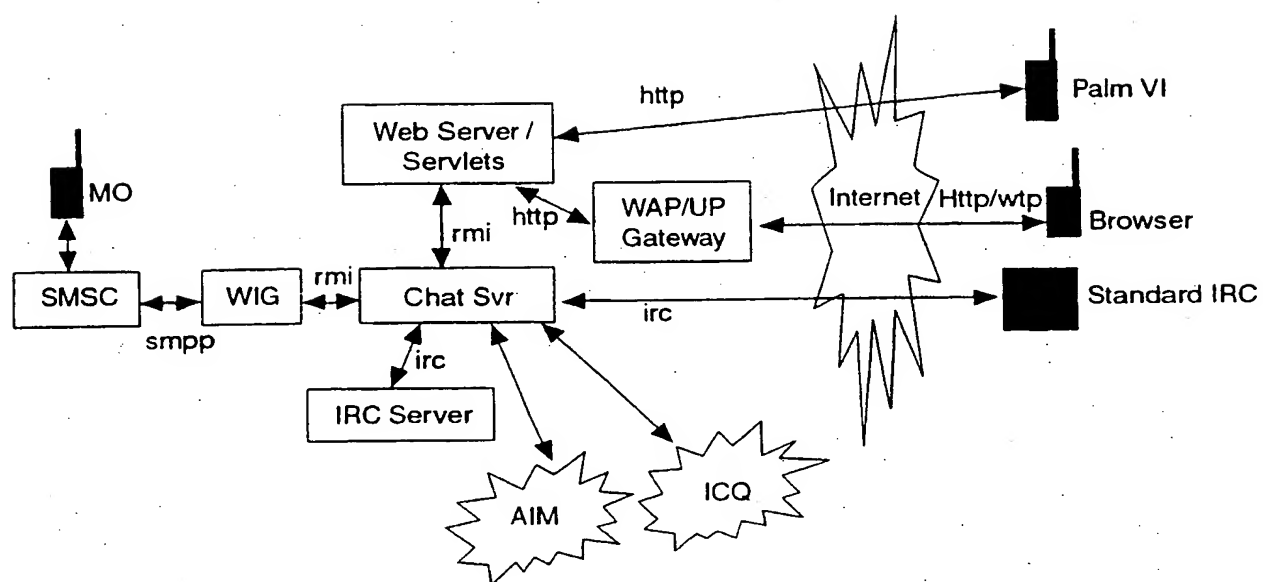 http
Palm VI
Web Server /
Servlets
MO
http
WAP/UP
Gateway
Internet
Http/wtp
Browser
rmi
SMSC
smpp
WIG
rmi
Chat Svr
irc
Standard IRC
irc
IRC Server
AIM
ICQ